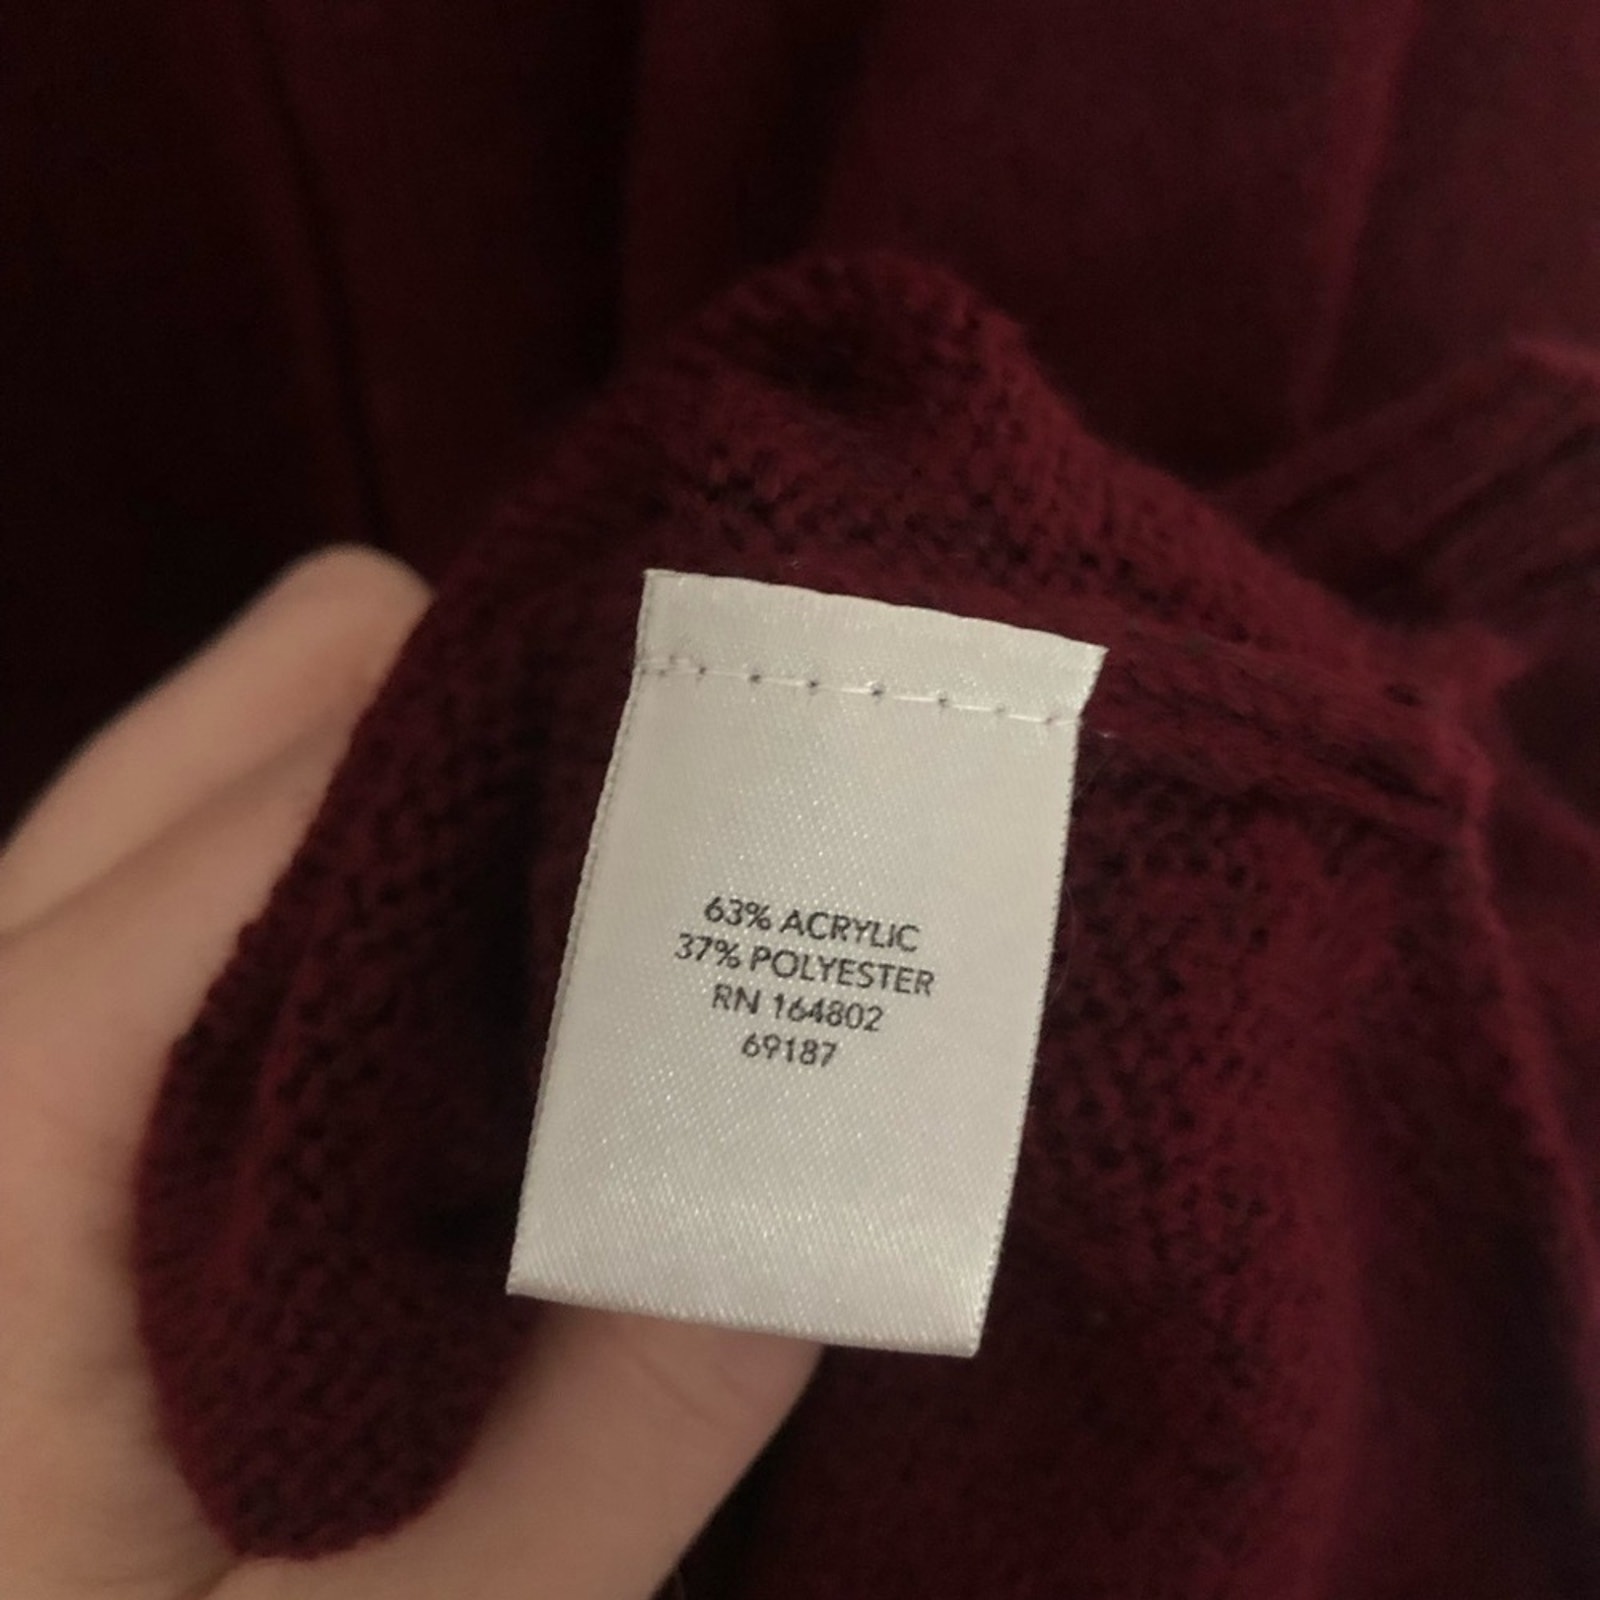 63% ACRYLIC
37% POLYESTER
RN 164802
69187